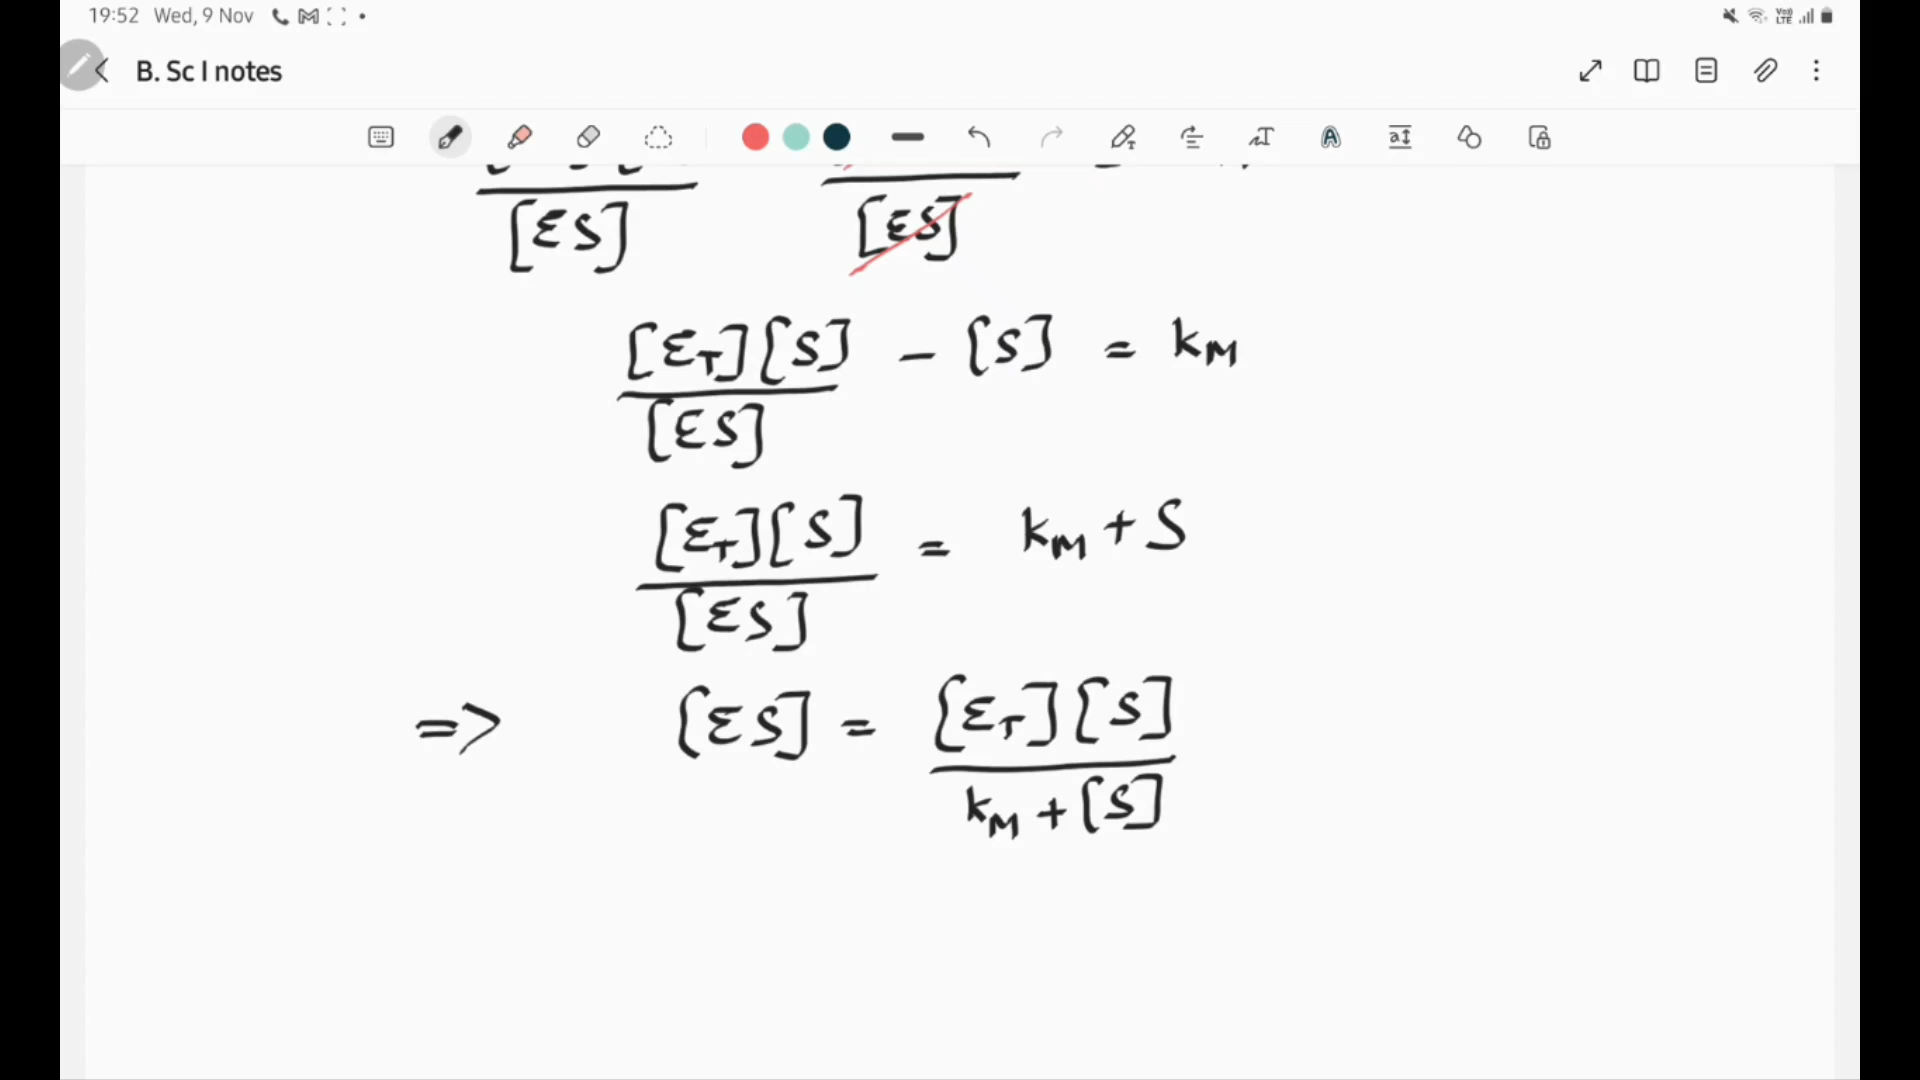 19:52 Wed, 9 Nov
B. Sc I notes
[ES] [ES]
[ET][S] - [S] = kM
[ES]
[ET][S] = kM + S
[ES]
=> [ES] = [ET][S]
kM + [S]